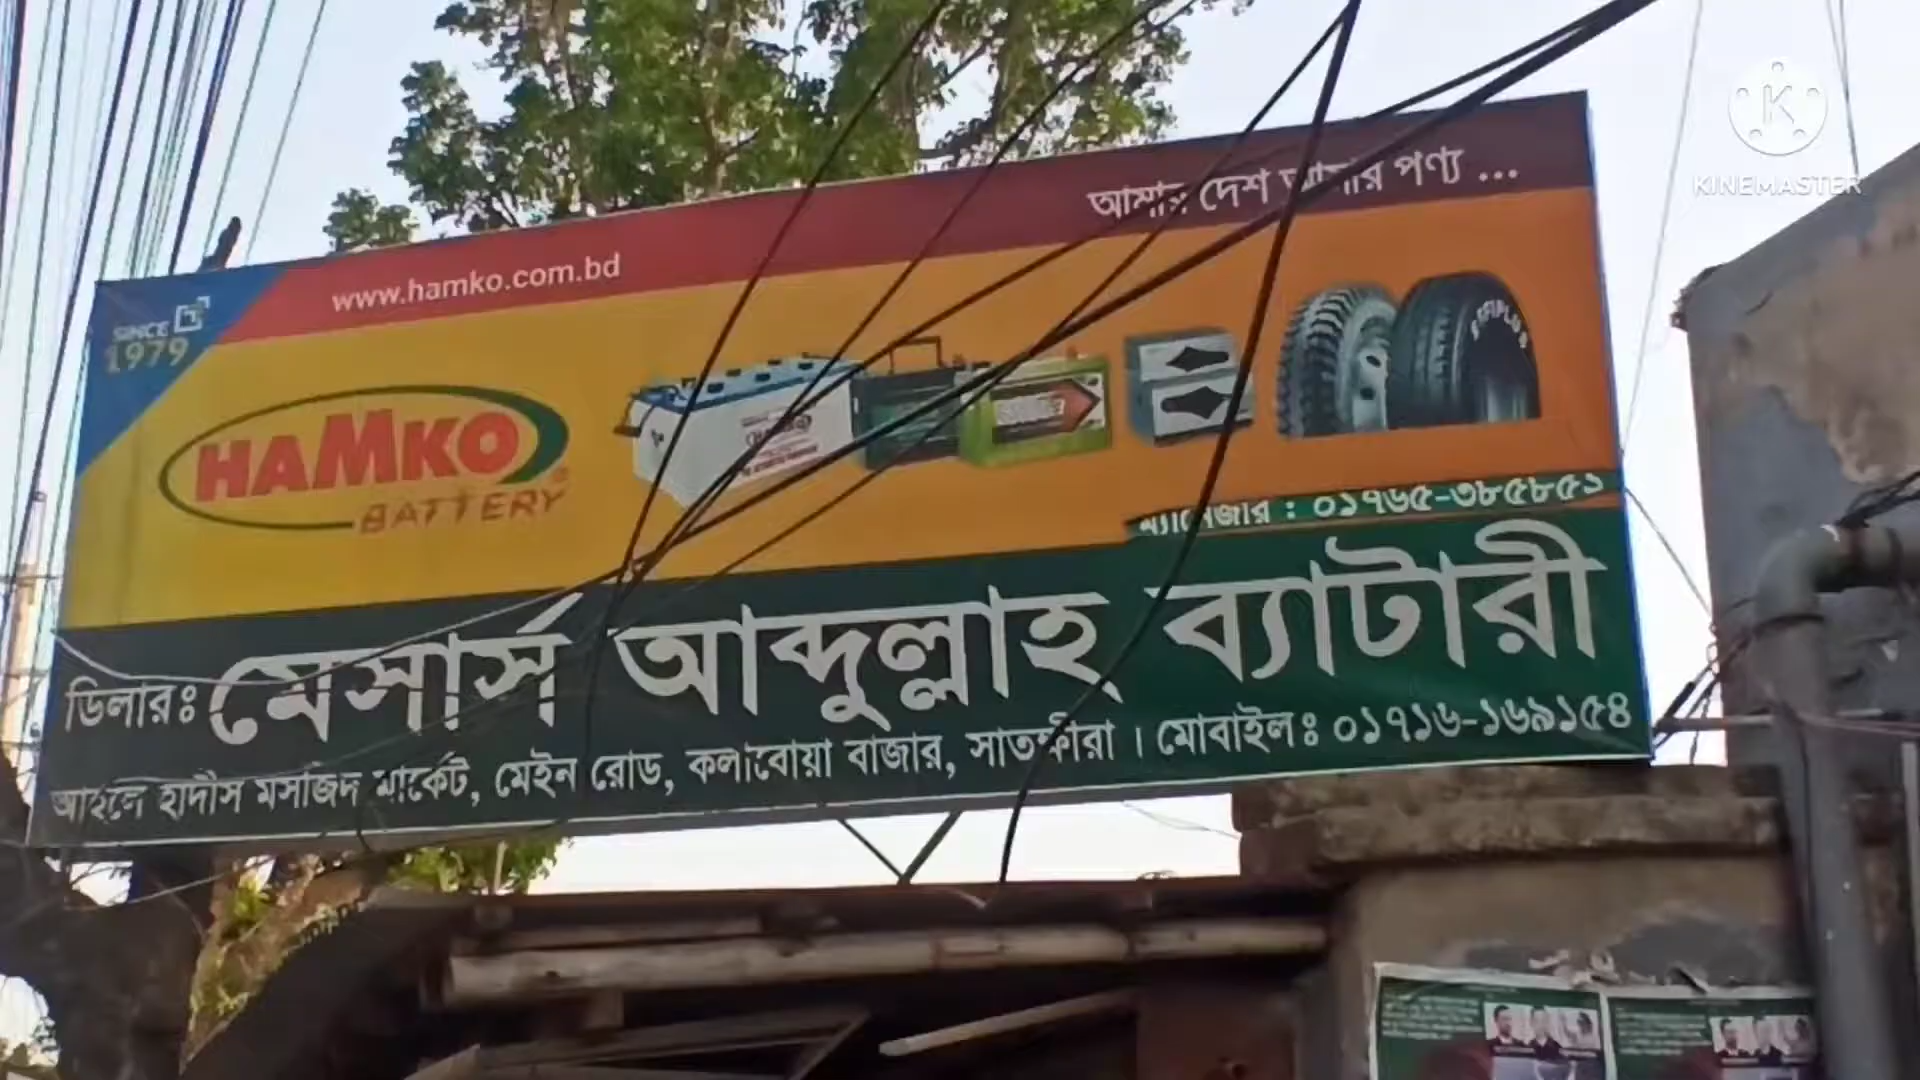 আমার দেশ আমার পণ্য ...
www.hamko.com.bd
SINCE
1979
HAMKO
BATTERY
ম্যানেজার : ০১৭৬৫-৩৮৫৮৫১
ডিলারঃ মেসার্স আব্দুল্লাহ ব্যাটারী
আহলে হাদীস মসজিদ মার্কেট, মেইন রোড, কলাবোয়া বাজার, সাতক্ষীরা । মোবাইলঃ ০১৭১৬-১৬৯১৫৪
KINEMASTER